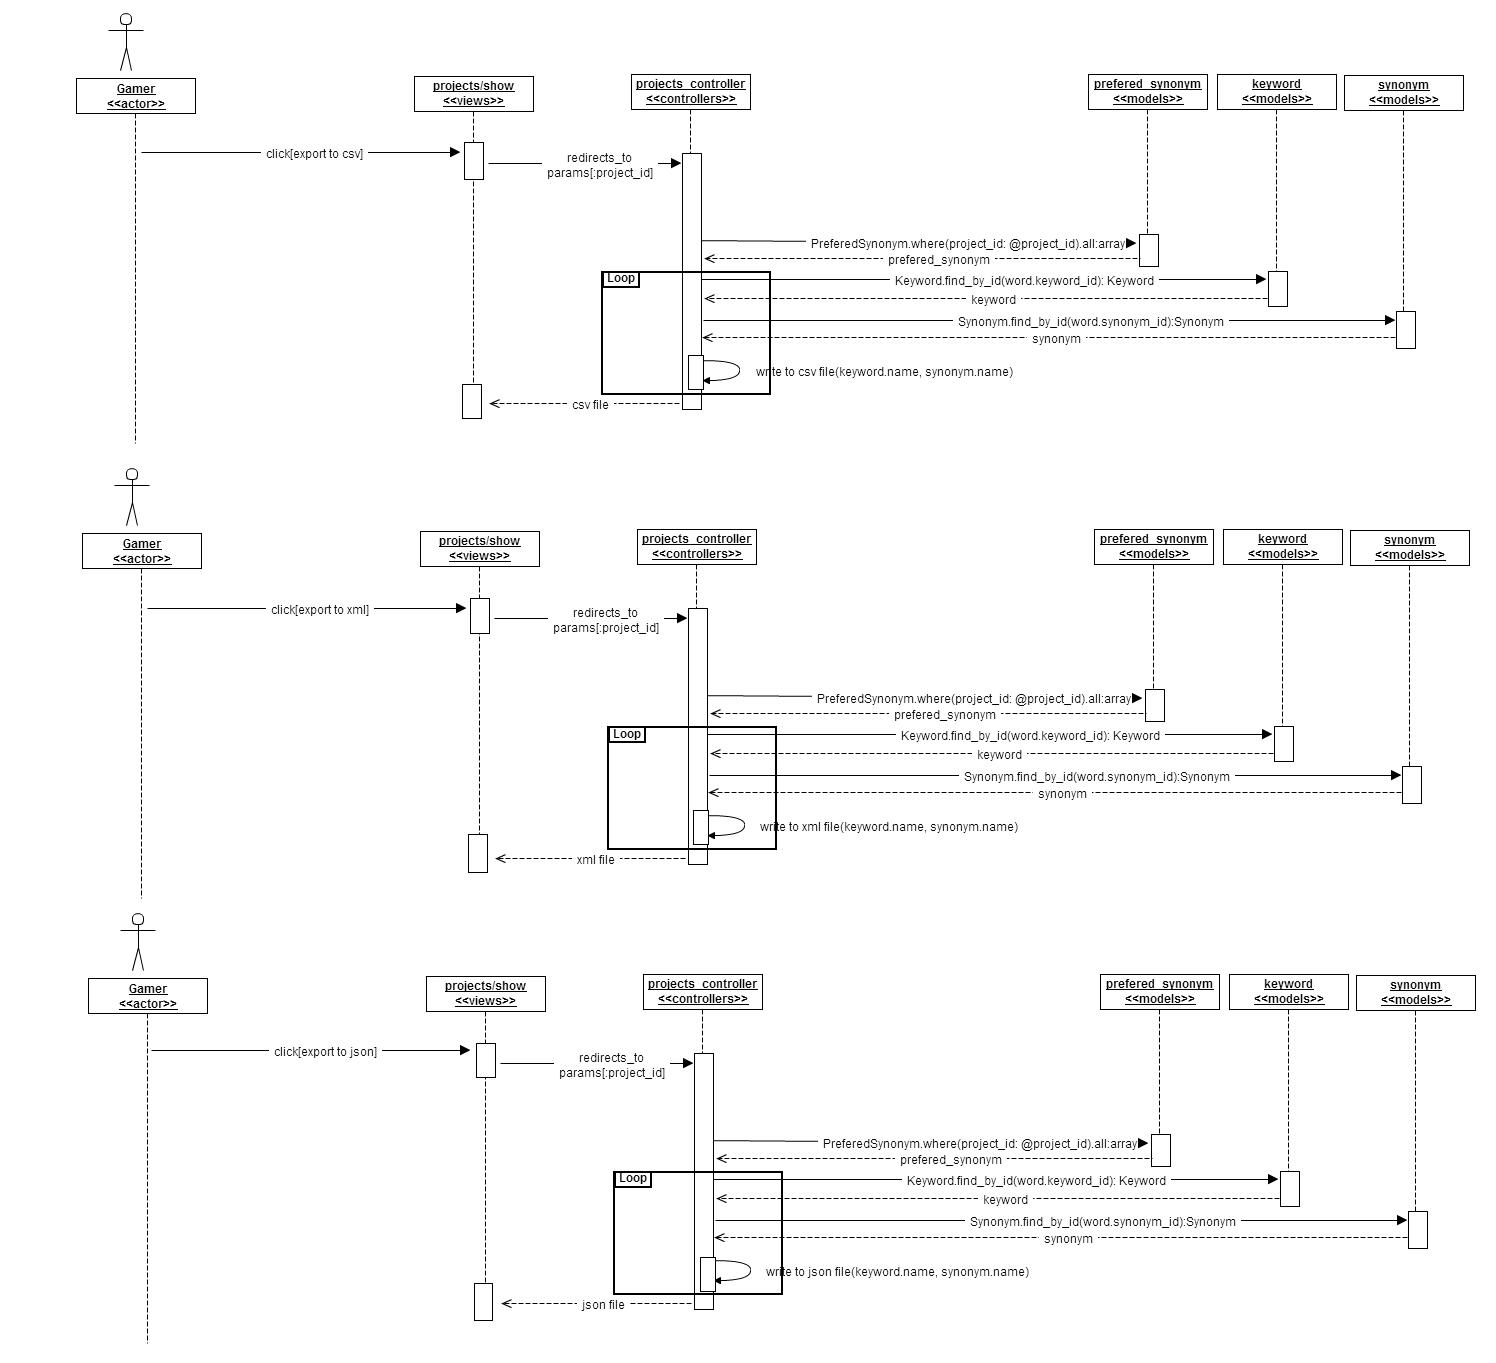 Gamer
<<actor>>
projects/show
<<views>>
projects_controller
<<controllers>>
prefered_synonym
<<models>>
keyword
<<models>>
synonym
<<models>>
click[export to csv]
redirects_to
params[:project_id]
PreferedSynonym.where(project_id: @project_id).all:array
prefered_synonym
Loop
Keyword.find_by_id(word.keyword_id): Keyword
keyword
Synonym.find_by_id(word.synonym_id):Synonym
synonym
write to csv file(keyword.name, synonym.name)
csv file
Gamer
<<actor>>
projects/show
<<views>>
projects_controller
<<controllers>>
prefered_synonym
<<models>>
keyword
<<models>>
synonym
<<models>>
click[export to xml]
redirects_to
params[:project_id]
PreferedSynonym.where(project_id: @project_id).all:array
prefered_synonym
Loop
Keyword.find_by_id(word.keyword_id): Keyword
keyword
Synonym.find_by_id(word.synonym_id):Synonym
synonym
write to xml file(keyword.name, synonym.name)
xml file
Gamer
<<actor>>
projects/show
<<views>>
projects_controller
<<controllers>>
prefered_synonym
<<models>>
keyword
<<models>>
synonym
<<models>>
click[export to json]
redirects_to
params[:project_id]
PreferedSynonym.where(project_id: @project_id).all:array
prefered_synonym
Loop
Keyword.find_by_id(word.keyword_id): Keyword
keyword
Synonym.find_by_id(word.synonym_id):Synonym
synonym
write to json file(keyword.name, synonym.name)
json file